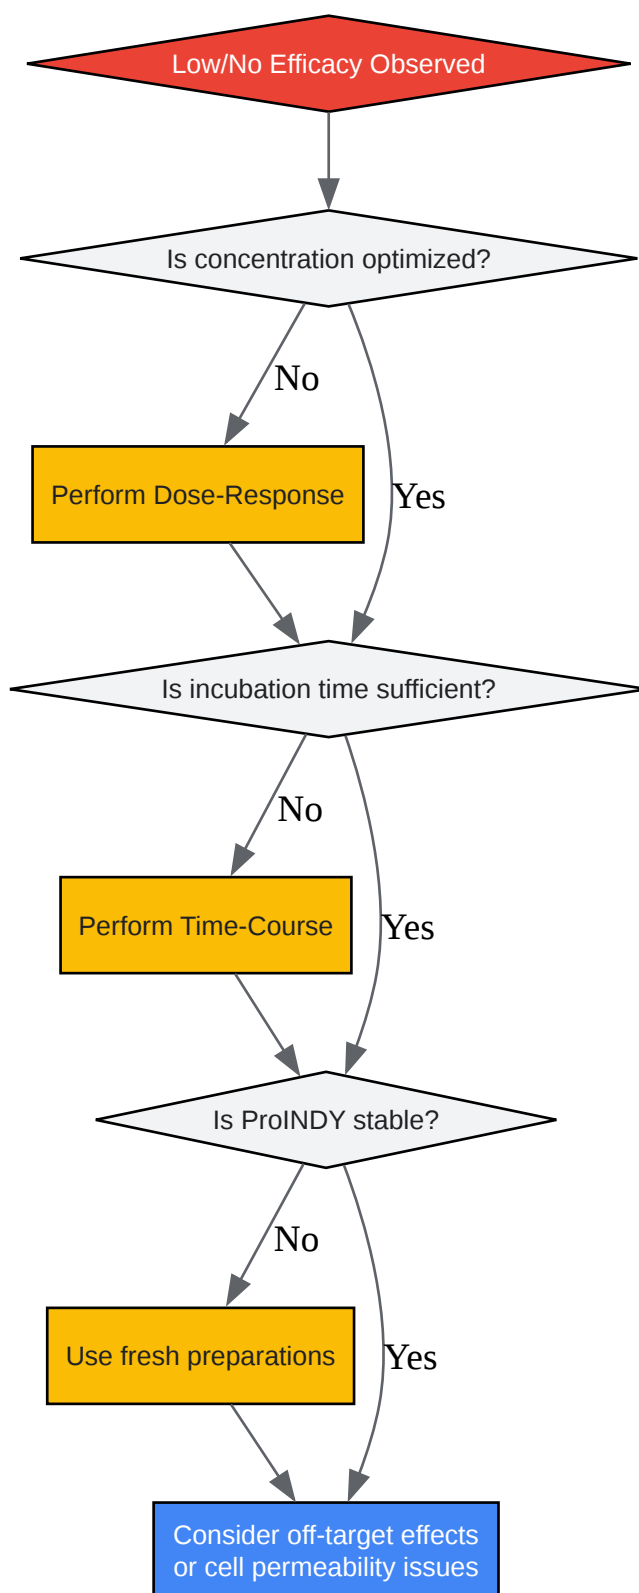 Low/No Efficacy Observed
Is concentration optimized?
No
Perform Dose-Response
Yes
Is incubation time sufficient?
No
Perform Time-Course
Yes
Is ProINDY stable?
No
Use fresh preparations
Yes
Consider off-target effects
or cell permeability issues